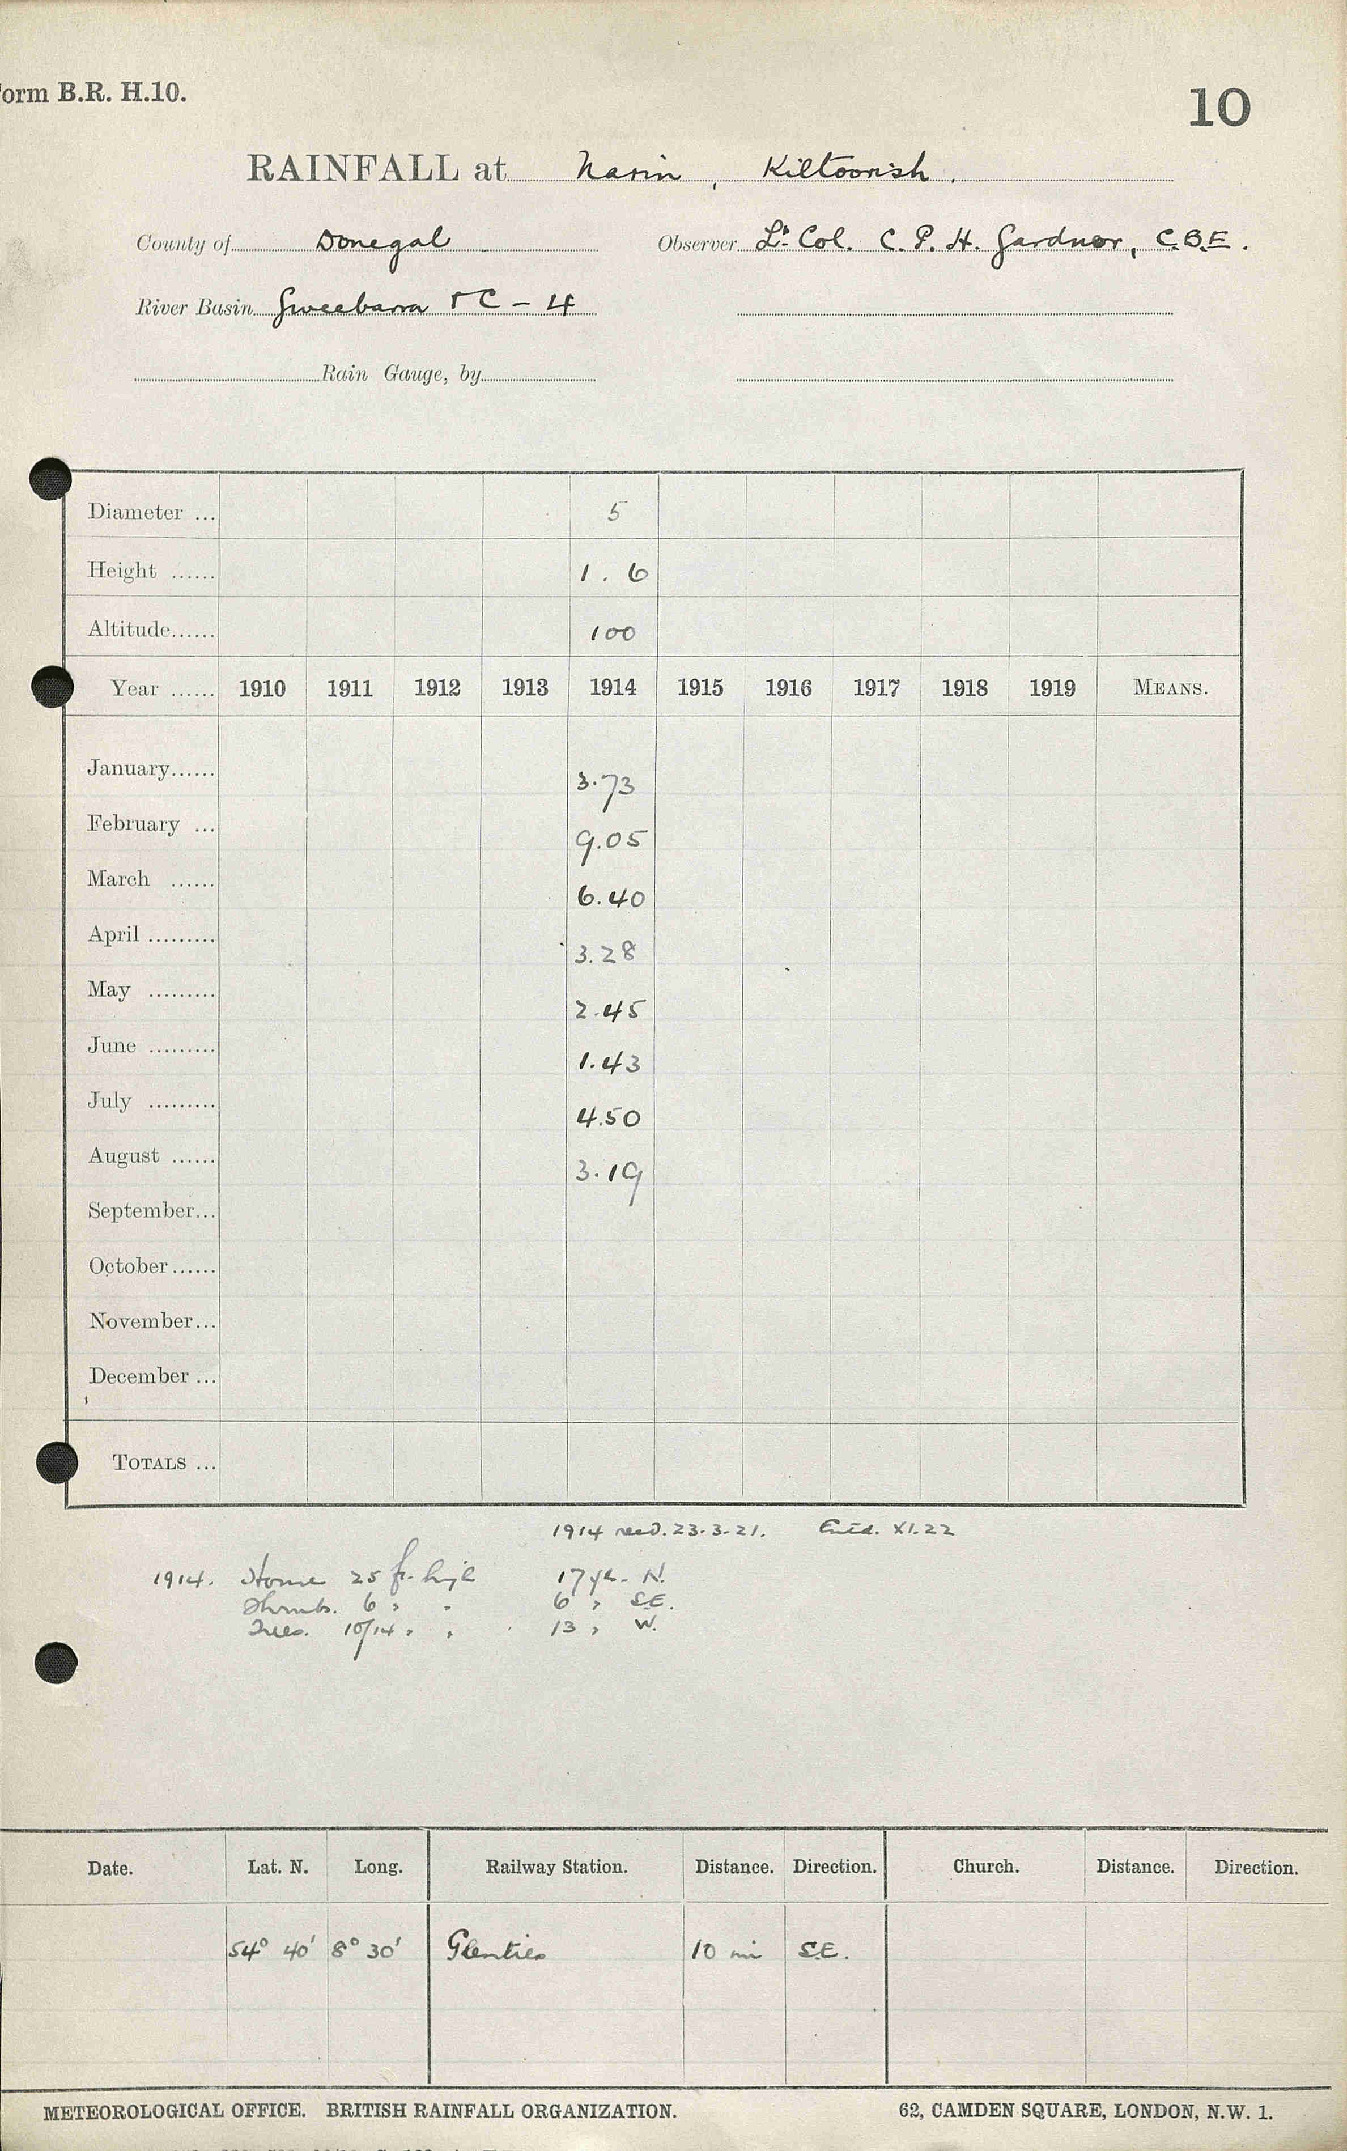 orm B.R. H.10.
10
RAINFALL at Narin, Kiltoorish.
County of Donegal Observer Lt. Col. C. P. H. Gardnor, C.B.E.
River Basin Gweebarra &C - 4
Rain Gauge, by
Diameter ... 5
Height ...... 1 . 6
Altitude...... 100
Year ...... 1910 1911 1912 1913 1914 1915 1916 1917 1918 1919 MEANS.
January...... 3.73
February ... 9.05
March ...... 6.40
April ......... 3.28
May ......... 2.45
June ......... 1.43
July ......... 4.50
August ...... 3.19
September...
October......
November...
December ...
TOTALS ...
1914 recd. 23.3.21. Entd. XI.22
1914. House 25 ft. high 17 yd. N.
Shrubs. 6 " " 6 " S.E.
Trees. 10/14 " " 13 " W.
Date. Lat. N. Long. Railway Station. Distance. Direction. Church. Distance. Direction.
54° 40' 8° 30' Glenties 10 mi S.E.
METEOROLOGICAL OFFICE. BRITISH RAINFALL ORGANIZATION. 62, CAMDEN SQUARE, LONDON, N.W. 1.